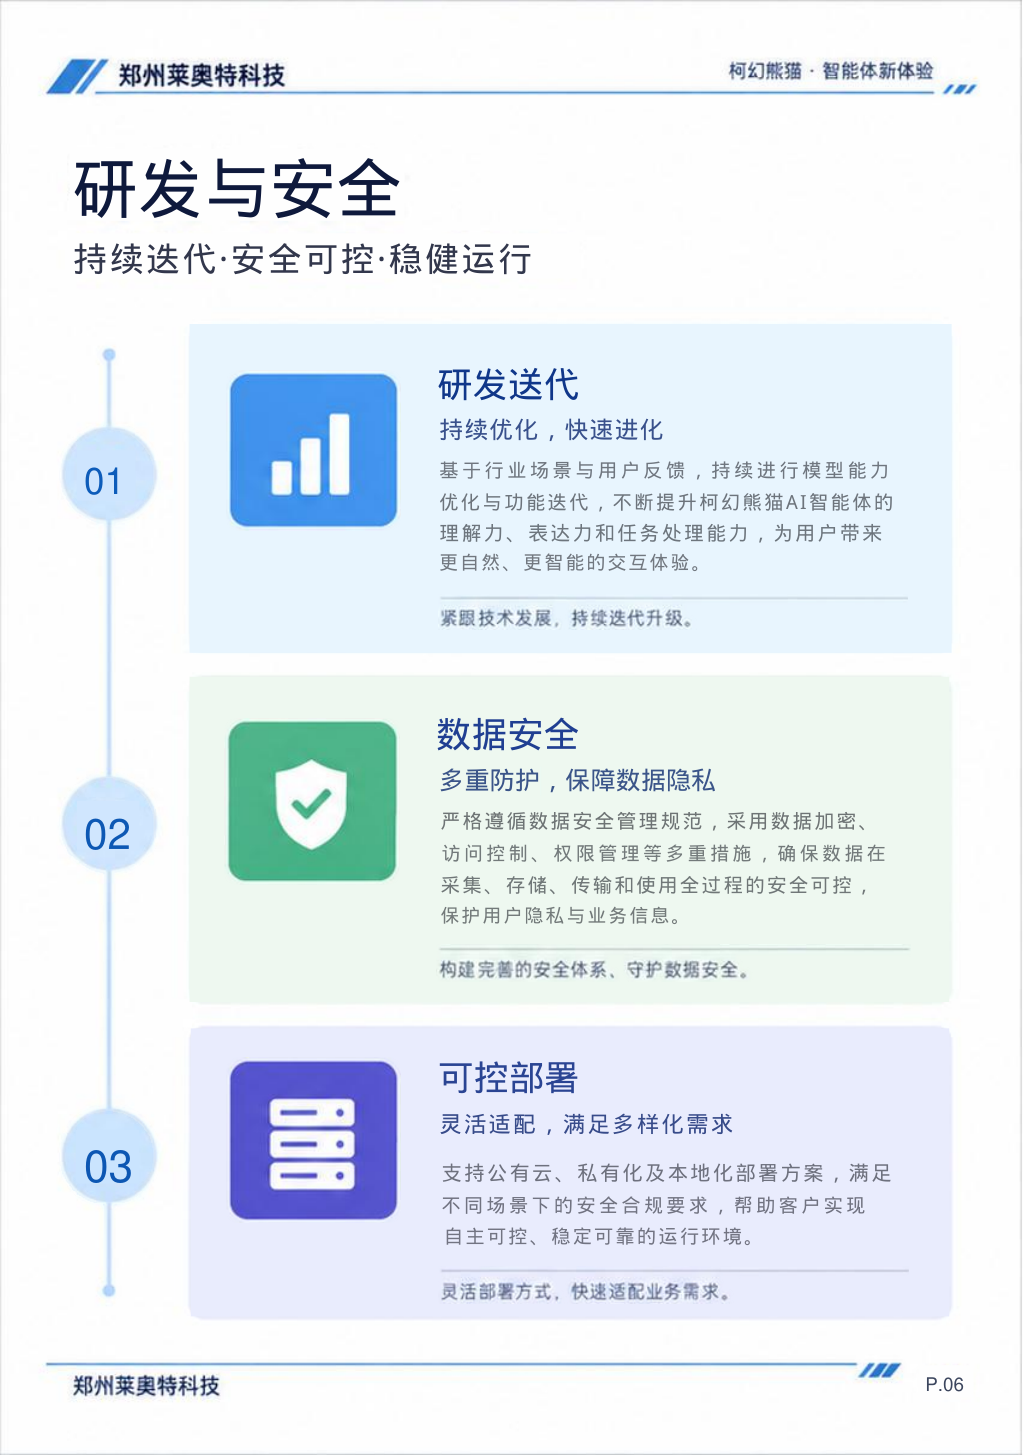 郑州莱奥特科技
柯幻熊猫 · 智能体新体验
研发与安全
持续迭代·安全可控·稳健运行
01
研发送代
持续优化，快速进化
基于行业场景与用户反馈，持续进行模型能力
优化与功能迭代，不断提升柯幻熊猫AI智能体的
理解力、表达力和任务处理能力，为用户带来
更自然、更智能的交互体验。
紧跟技术发展，持续迭代升级。
02
数据安全
多重防护，保障数据隐私
严格遵循数据安全管理规范，采用数据加密、
访问控制、权限管理等多重措施，确保数据在
采集、存储、传输和使用全过程的安全可控，
保护用户隐私与业务信息。
构建完善的安全体系、守护数据安全。
03
可控部署
灵活适配，满足多样化需求
支持公有云、私有化及本地化部署方案，满足
不同场景下的安全合规要求，帮助客户实现
自主可控、稳定可靠的运行环境。
灵活部署方式，快速适配业务需求。
郑州莱奥特科技
P.06